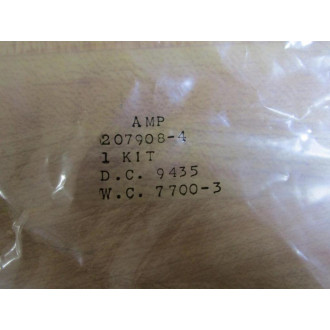 AMP
207908-4
1 KIT
D.C. 9435
W.C. 7700-3